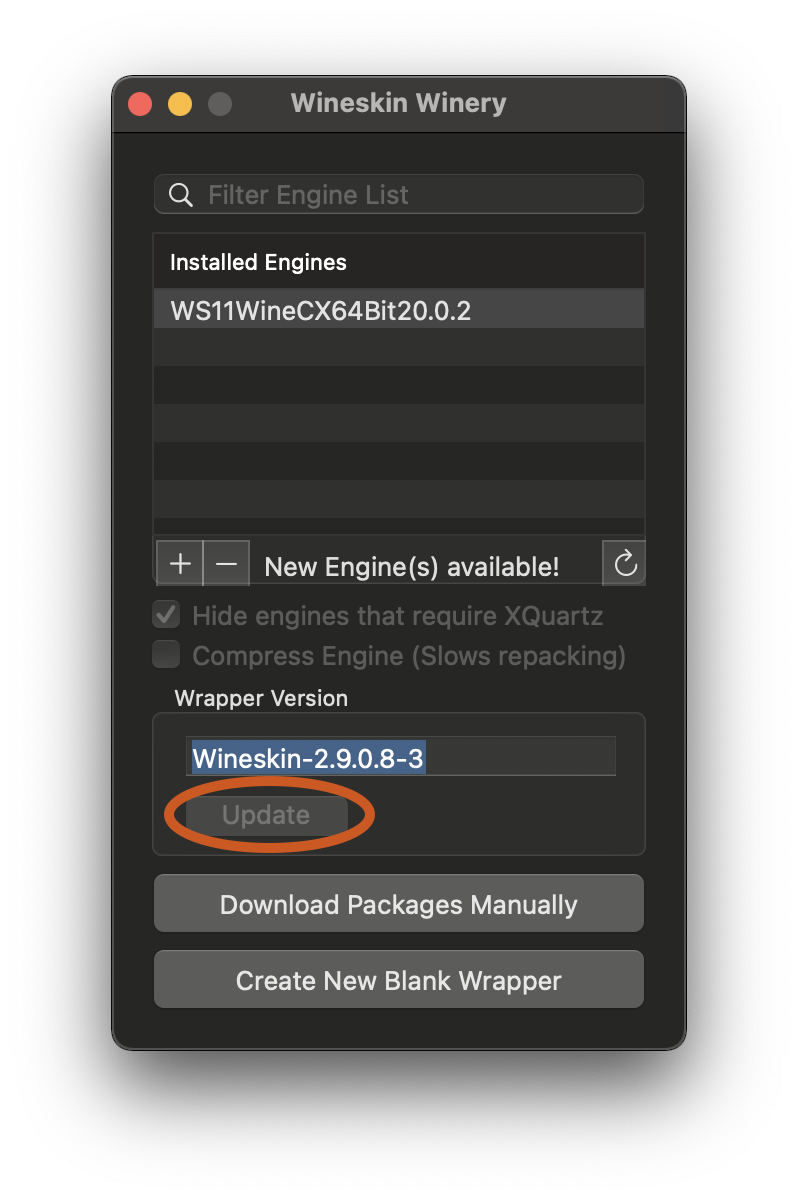 Wineskin Winery
Filter Engine List
Installed Engines
WS11WineCX64Bit20.0.2
New Engine(s) available!
Hide engines that require XQuartz
Compress Engine (Slows repacking)
Wrapper Version
Wineskin-2.9.0.8-3
Update
Download Packages Manually
Create New Blank Wrapper